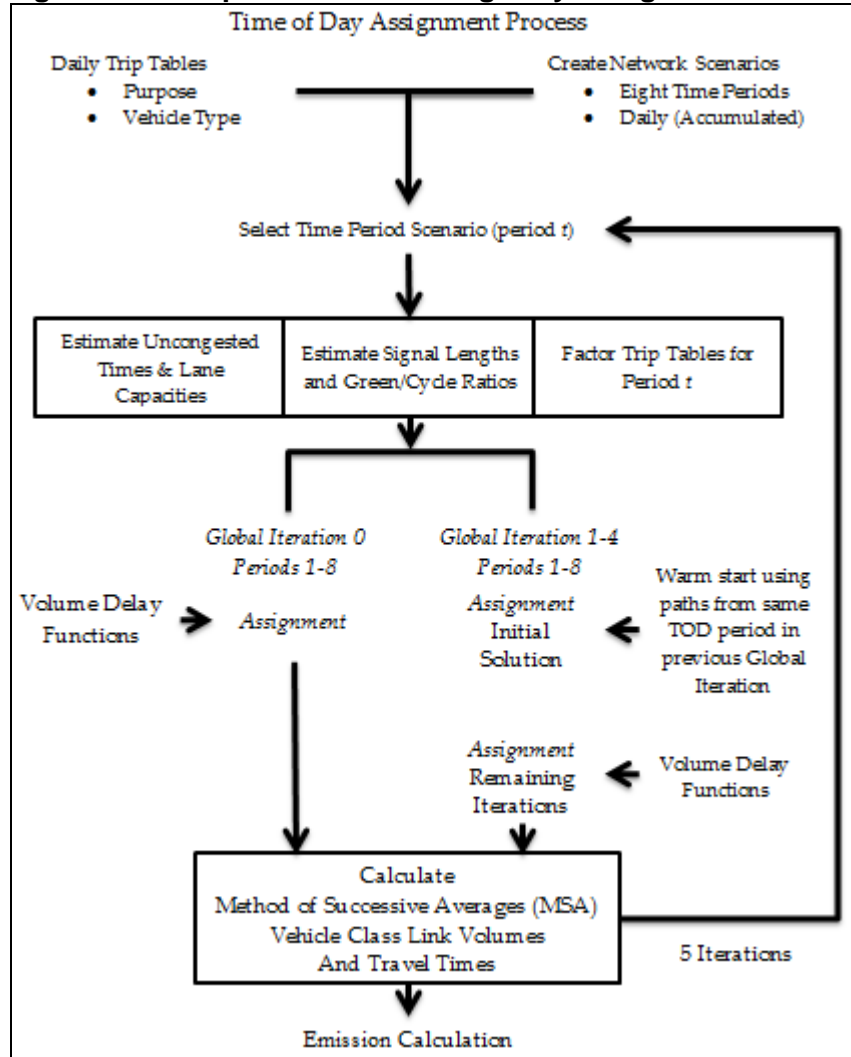 Time of Day Assignment Process
Daily Trip Tables
• Purpose
• Vehicle Type
Create Network Scenarios
• Eight Time Periods
• Daily (Accumulated)
Select Time Period Scenario (period t)
Estimate Uncongested
Times & Lane
Capacities
Estimate Signal Lengths
and Green/Cycle Ratios
Factor Trip Tables for
Period t
Global Iteration 0
Periods 1-8
Global Iteration 1-4
Periods 1-8
Volume Delay
Functions
Assignment
Assignment
Initial
Solution
Warm start using
paths from same
TOD period in
previous Global
Iteration
Assignment
Remaining
Iterations
Volume Delay
Functions
Calculate
Method of Successive Averages (MSA)
Vehicle Class Link Volumes
And Travel Times
5 Iterations
Emission Calculation